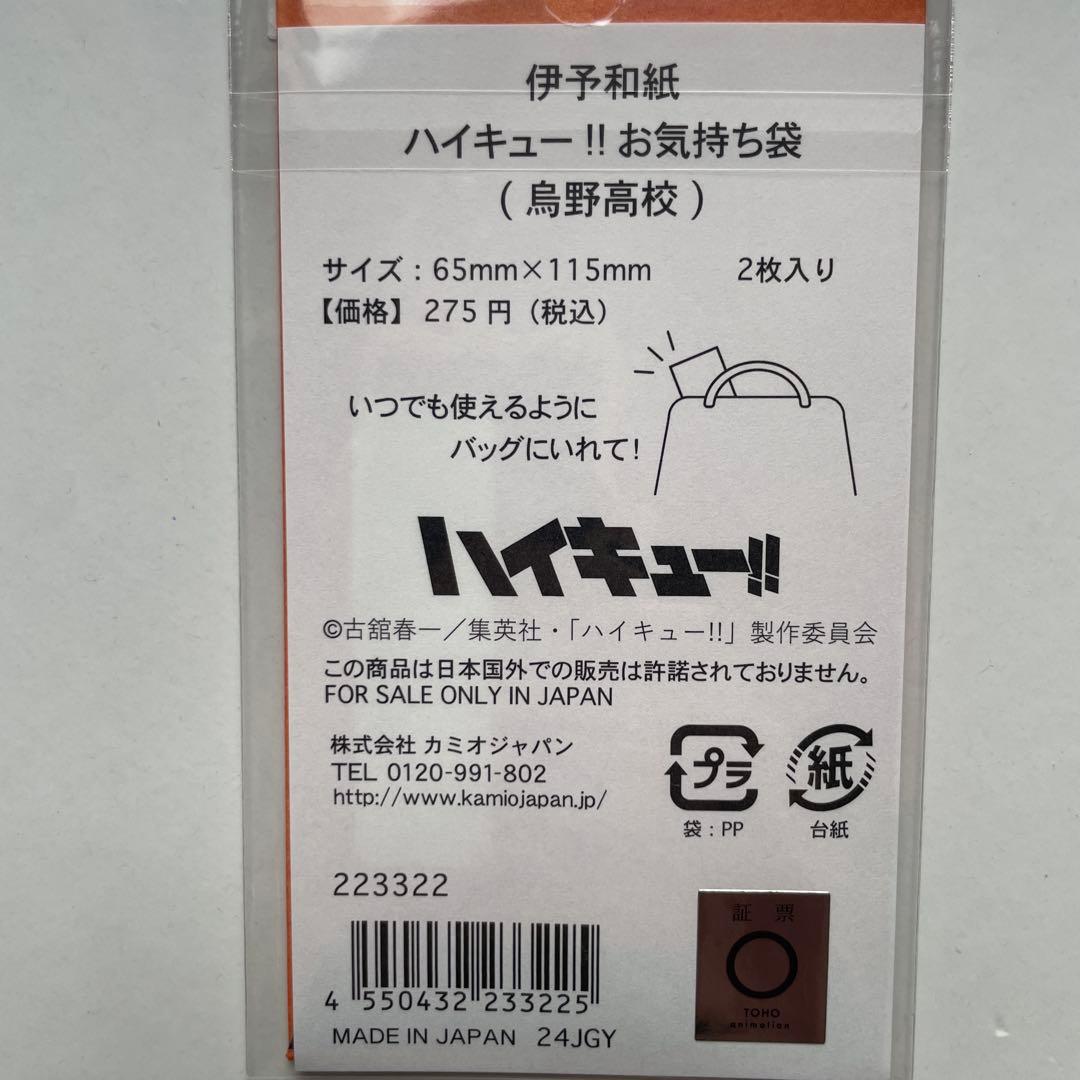 伊予和紙
ハイキュー!!お気持ち袋
(烏野高校)
サイズ：65mm×115mm 2枚入り
【価格】 275円（税込）
いつでも使えるように
バッグにいれて!
ハイキュー!!
©古舘春一／集英社・「ハイキュー!!」製作委員会
この商品は日本国外での販売は許諾されておりません。
FOR SALE ONLY IN JAPAN
株式会社 カミオジャパン
TEL 0120-991-802
http://www.kamiojapan.jp/
プラ
袋：PP
紙
台紙
223322
4 550432 233225
MADE IN JAPAN 24JGY
証票
TOHO
animation